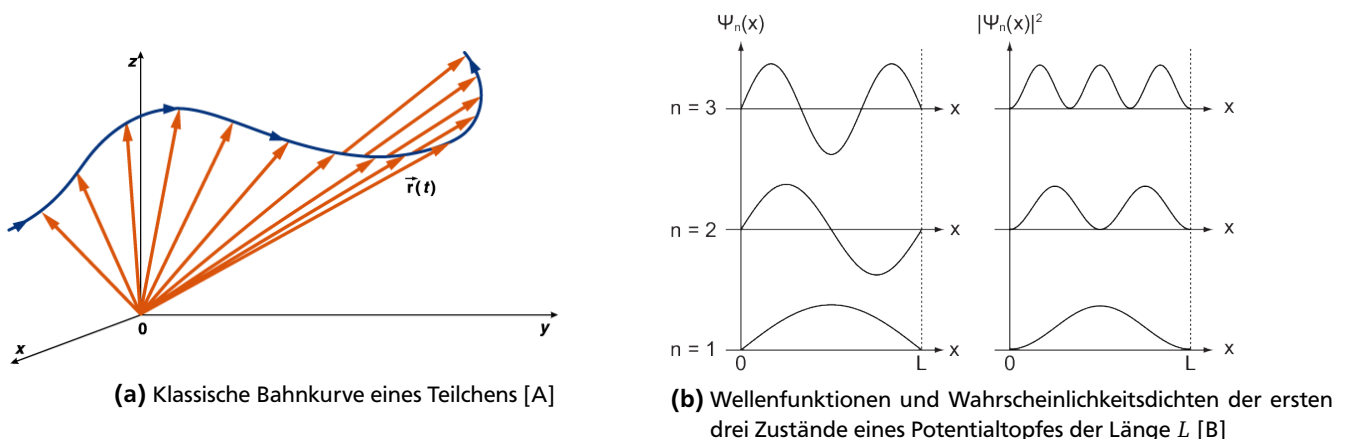 z
r⃗(t)
0
y
x
(a) Klassische Bahnkurve eines Teilchens [A]
Ψₙ(x)
|Ψₙ(x)|²
n = 3
x
x
n = 2
x
x
n = 1
x
x
0
L
0
L
(b) Wellenfunktionen und Wahrscheinlichkeitsdichten der ersten
drei Zustände eines Potentialtopfes der Länge L [B]